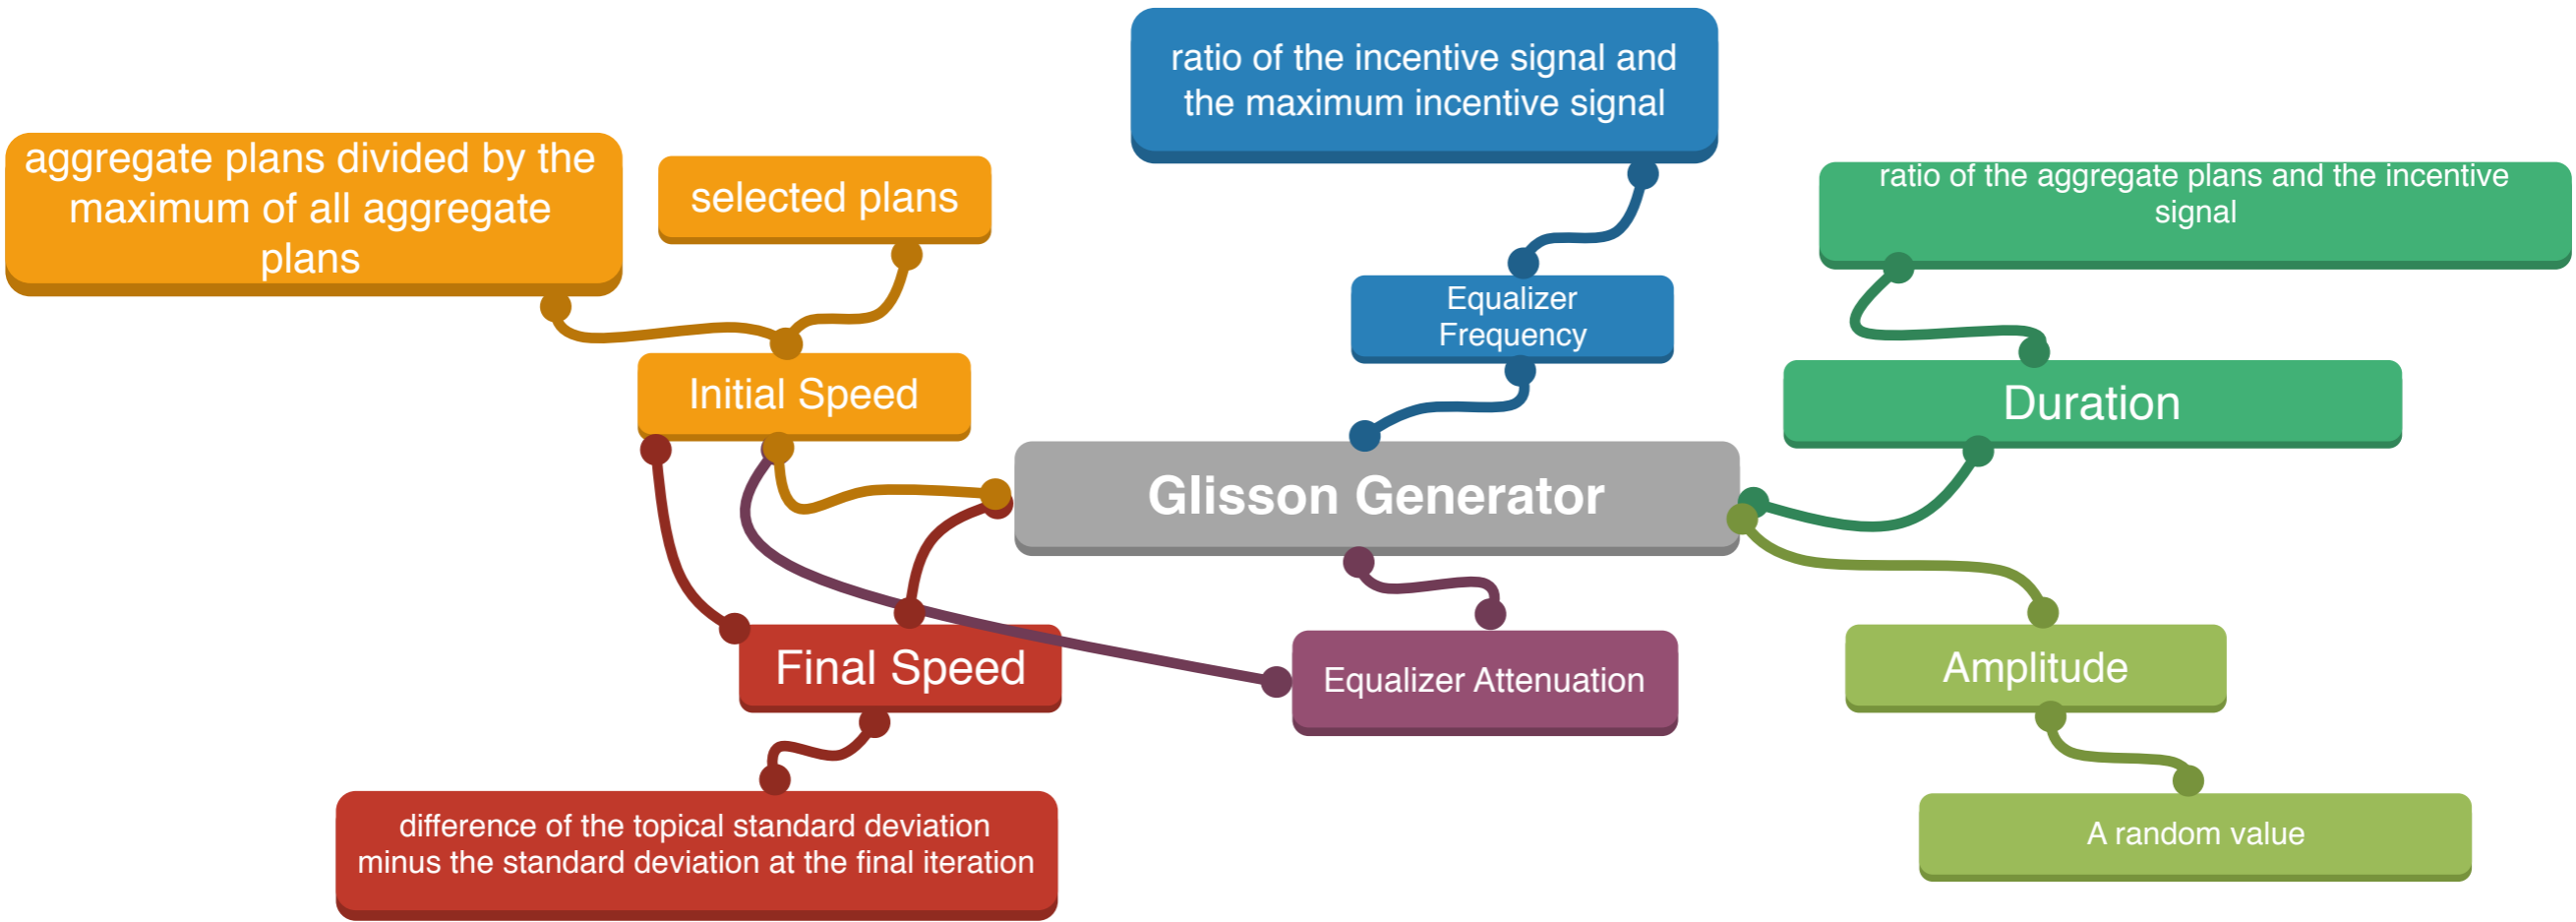 ratio of the incentive signal and
the maximum incentive signal
aggregate plans divided by the
maximum of all aggregate
plans
selected plans
ratio of the aggregate plans and the incentive
signal
Equalizer
Frequency
Initial Speed
Duration
Glisson Generator
Final Speed
Equalizer Attenuation
Amplitude
difference of the topical standard deviation
minus the standard deviation at the final iteration
A random value